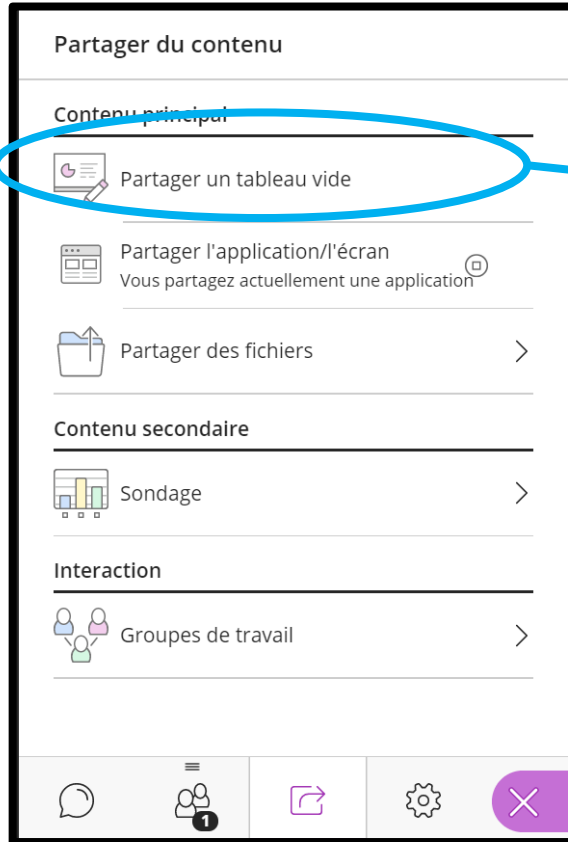 Partager du contenu
Contenu principal
Partager un tableau vide
Partager l'application/l'écran
Vous partagez actuellement une application
Partager des fichiers
Contenu secondaire
Sondage
Interaction
Groupes de travail
1